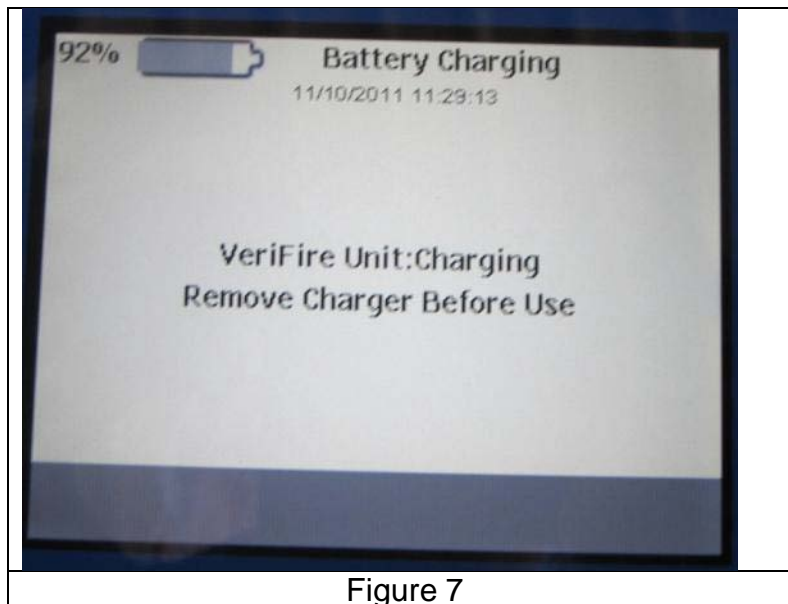 92%
Battery Charging
11/10/2011 11:29:13
VeriFire Unit:Charging
Remove Charger Before Use
Figure 7